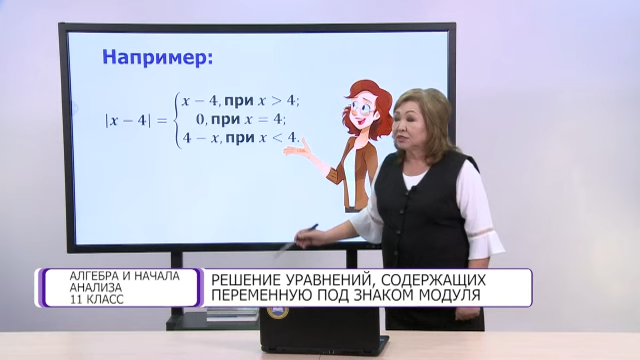 Например:
x − 4, при x > 4;
|x − 4| = { 0, при x = 4;
4 − x, при x < 4.
АЛГЕБРА И НАЧАЛА
АНАЛИЗА
11 КЛАСС
РЕШЕНИЕ УРАВНЕНИЙ, СОДЕРЖАЩИХ
ПЕРЕМЕННУЮ ПОД ЗНАКОМ МОДУЛЯ